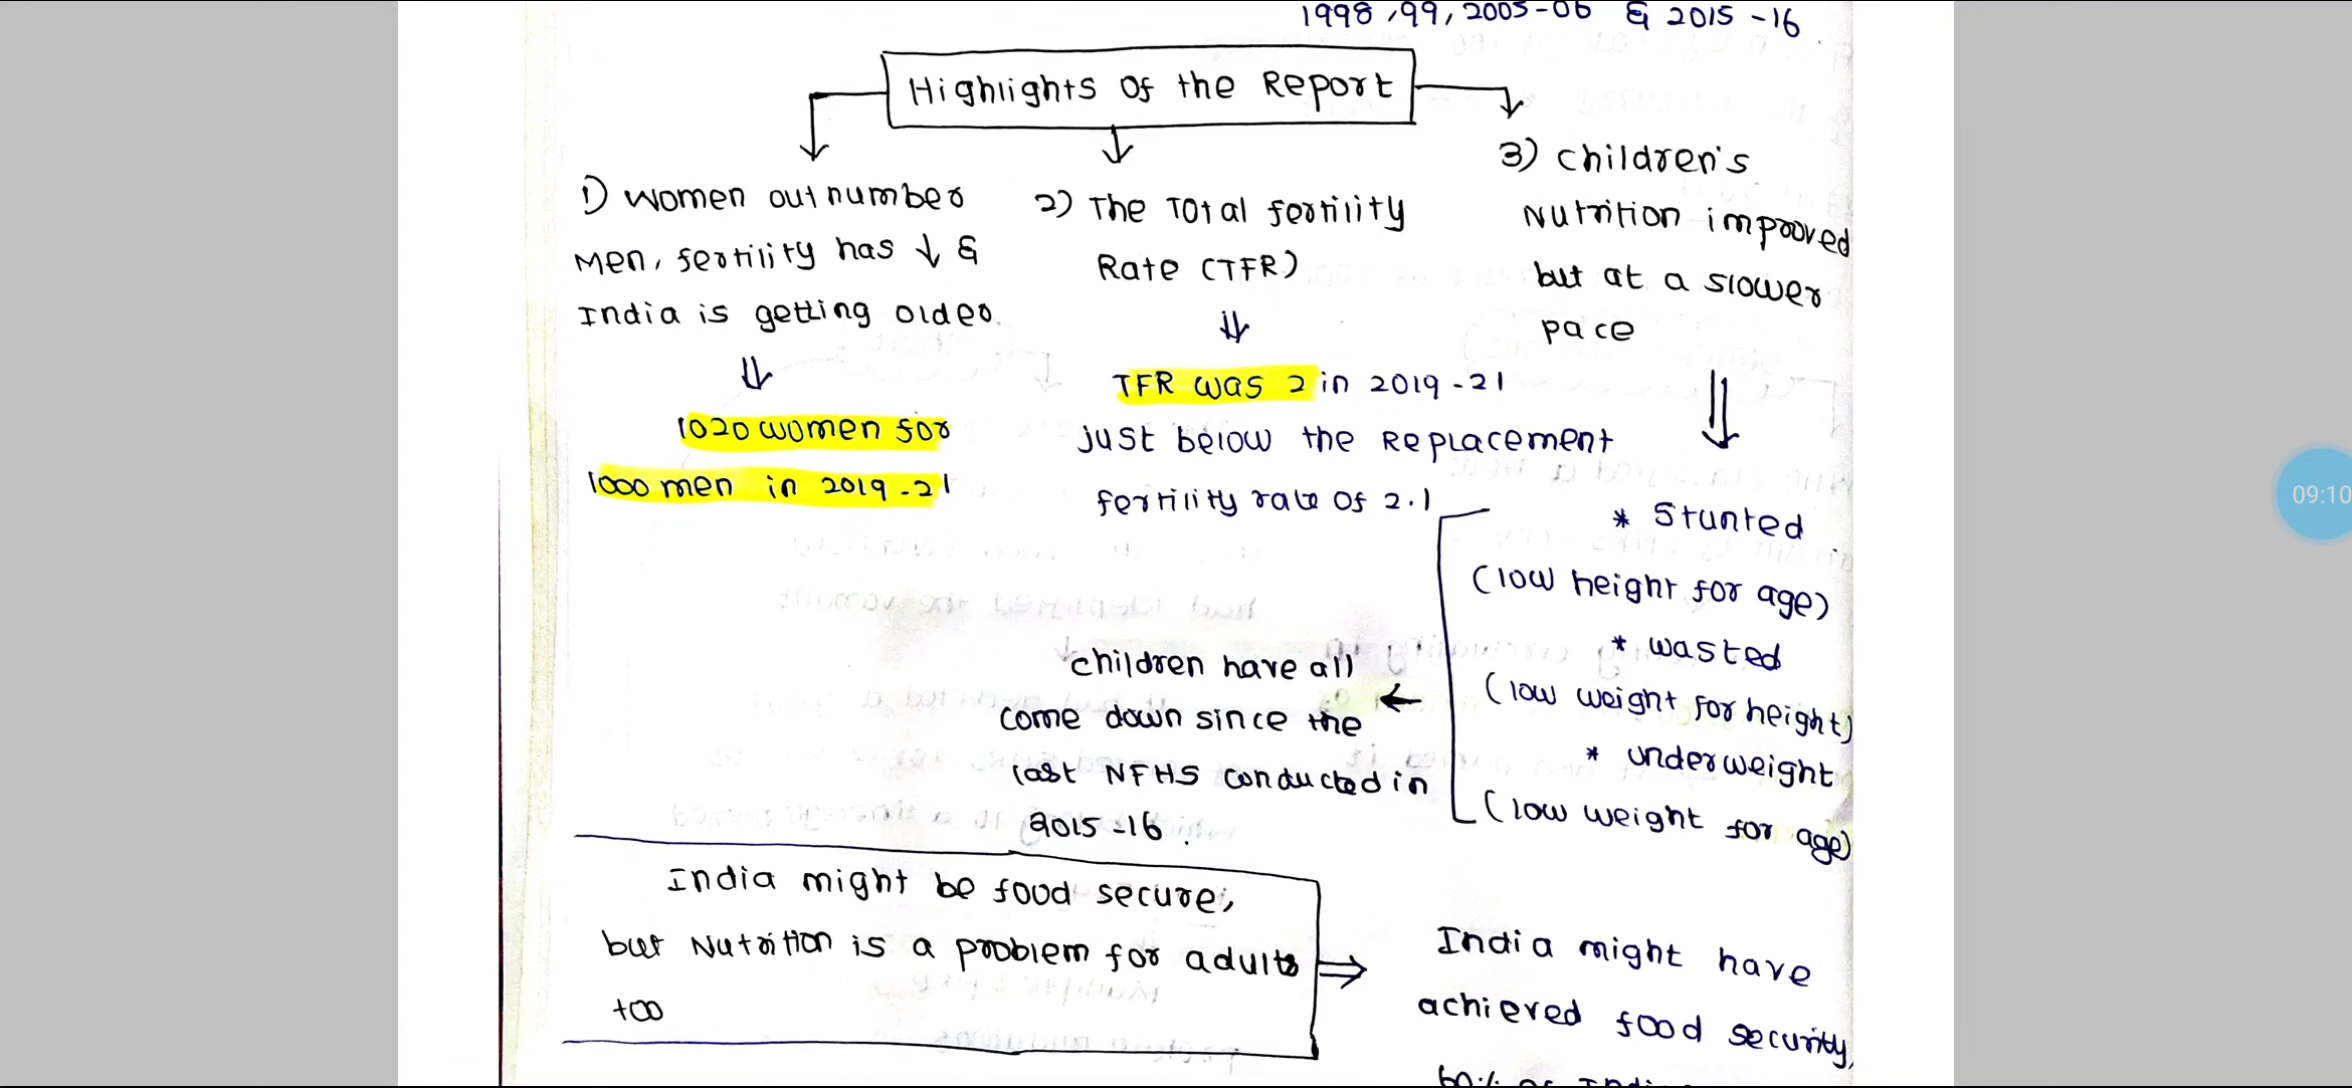 1998,99, 2005-06 & 2015-16
Highlights Of the Report
1) Women outnumber
Men, fertility has ↓ &
India is getting older.
⇓
1020 women for
1000 men in 2019-21
2) The Total fertility
Rate (TFR)
⇓
TFR was 2 in 2019-21
just below the Replacement
fertility rate of 2.1
3) Children's
Nutrition improved
but at a slower
pace
⇓
* Stunted
(low height for age)
* wasted
(low weight for height)
* underweight
(low weight for age)
children have all
come down since the
last NFHS conducted in
2015-16.
India might be food secure,
but Nutrition is a problem for adults
too
India might have
achieved food security,
09:10